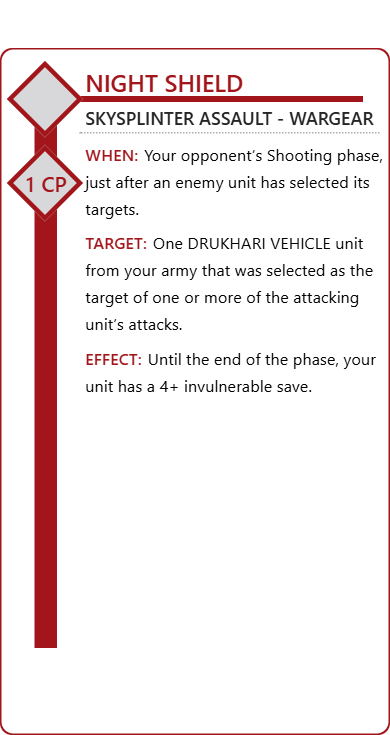 NIGHT SHIELD
SKYSPLINTER ASSAULT - WARGEAR
WHEN: Your opponent's Shooting phase,
1 CP
just after an enemy unit has selected its
targets.
TARGET: One DRUKHARI VEHICLE unit
from your army that was selected as the
target of one or more of the attacking
unit's attacks.
EFFECT: Until the end of the phase, your
unit has a 4+ invulnerable save.